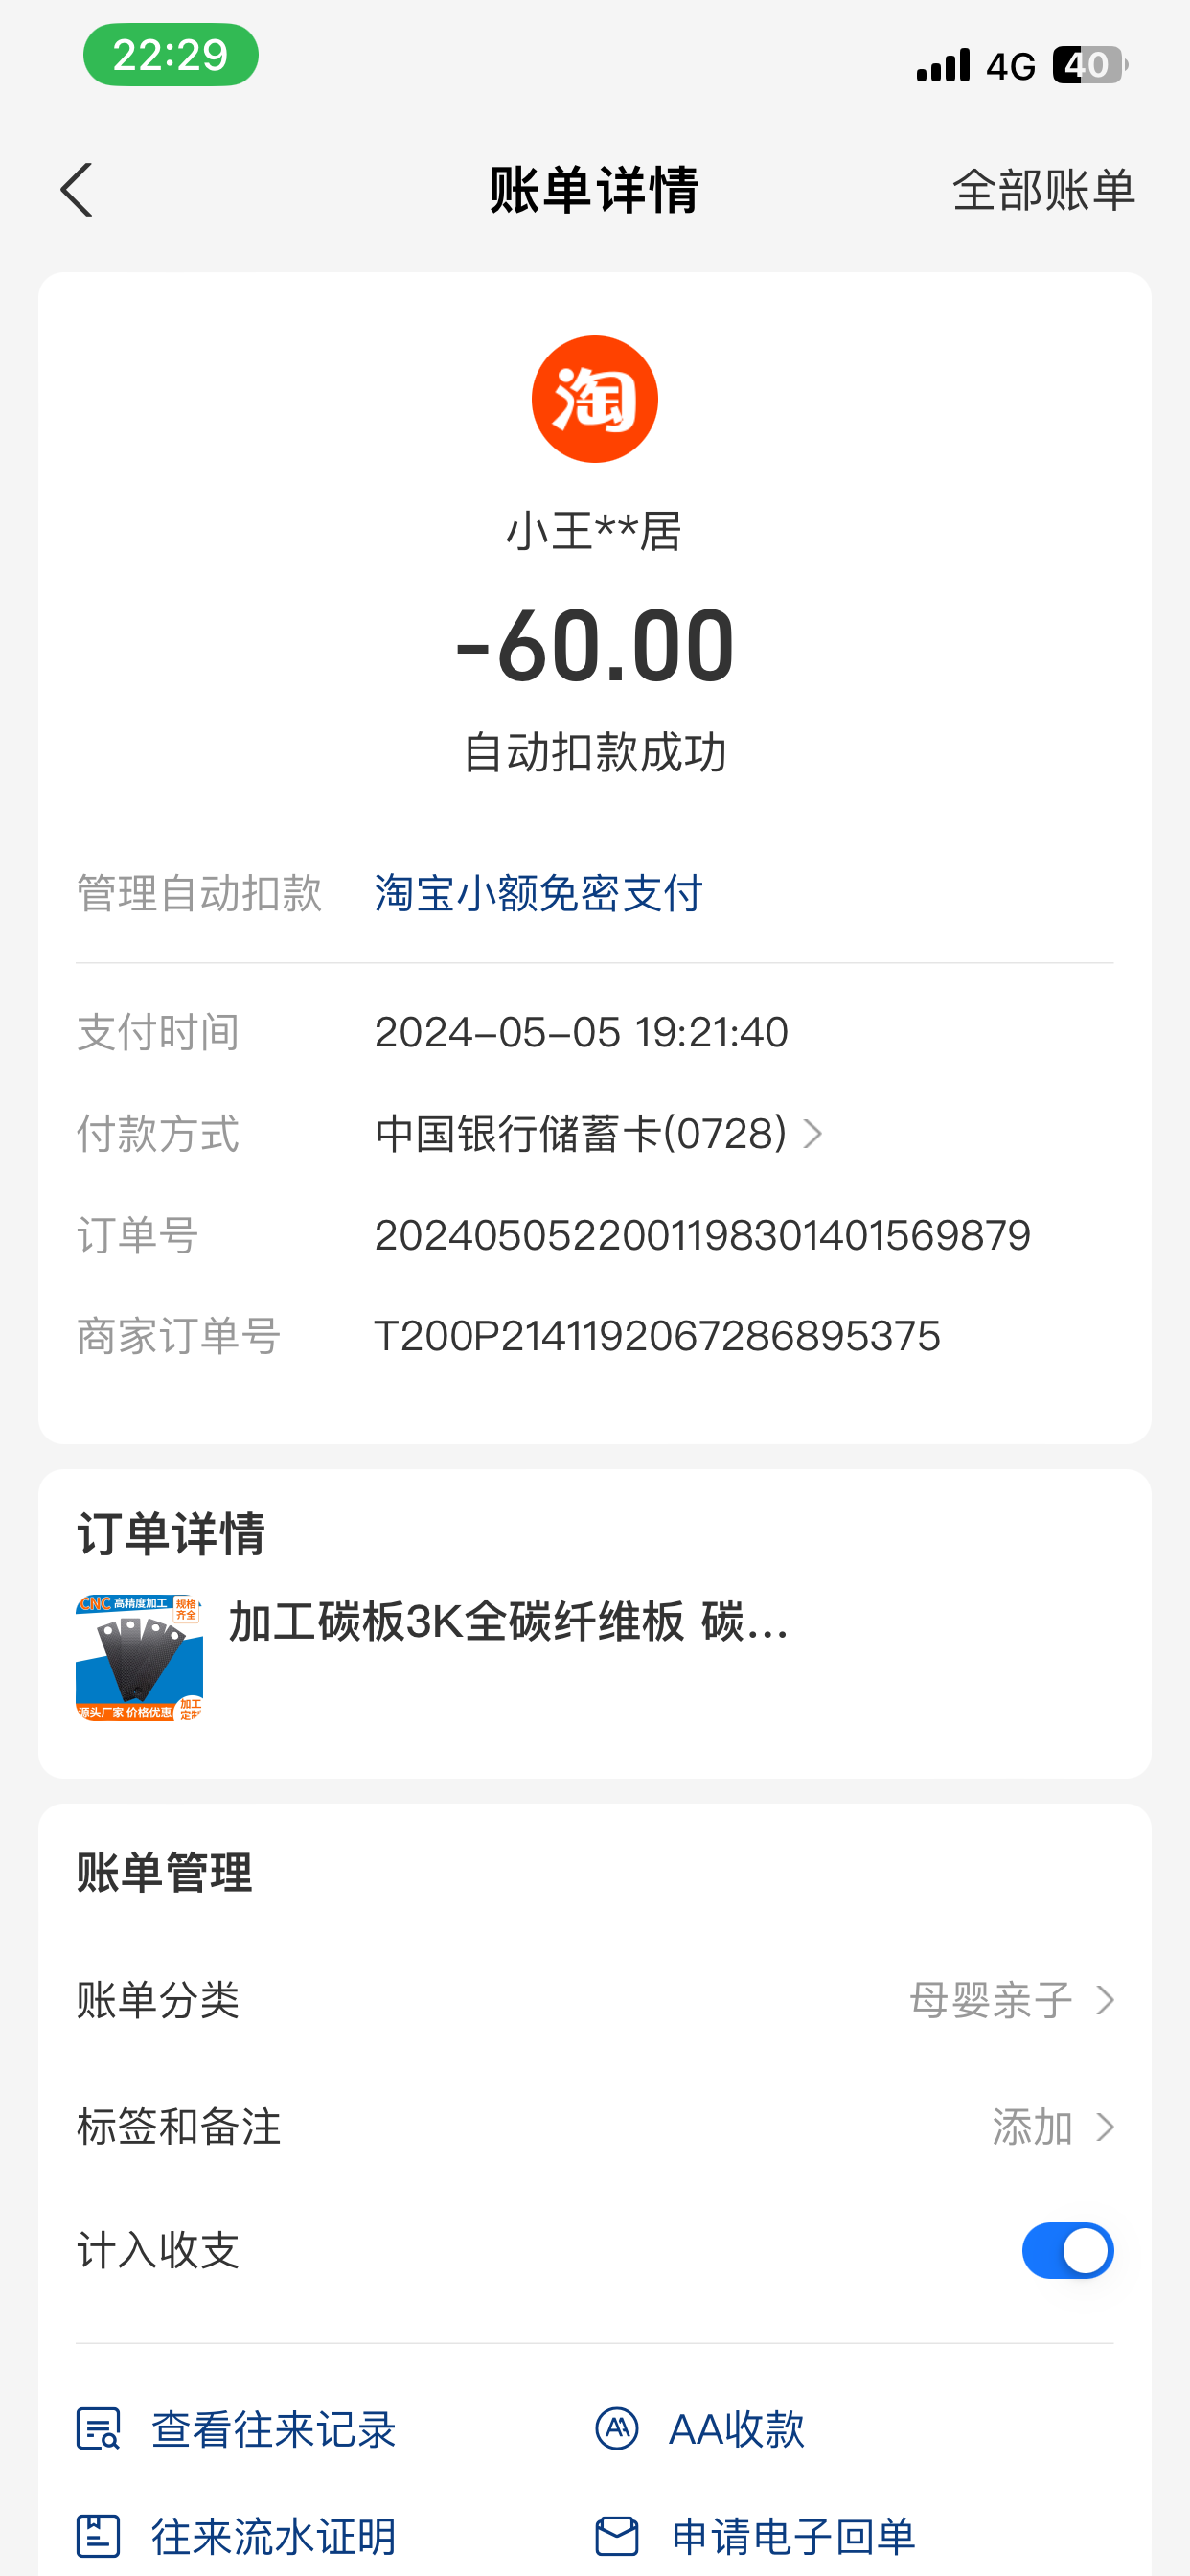 22:29
4G 40
账单详情 全部账单
淘
小王**居
-60.00
自动扣款成功
管理自动扣款 淘宝小额免密支付
支付时间 2024-05-05 19:21:40
付款方式 中国银行储蓄卡(0728)
订单号 2024050522001198301401569879
商家订单号 T200P2141192067286895375
订单详情
CNC 高精度加工 规格
齐全
加工碳板3K全碳纤维板 碳...
源头厂家 价格优惠 加工
定制
账单管理
账单分类 母婴亲子
标签和备注 添加
计入收支
查看往来记录 AA收款
往来流水证明 申请电子回单